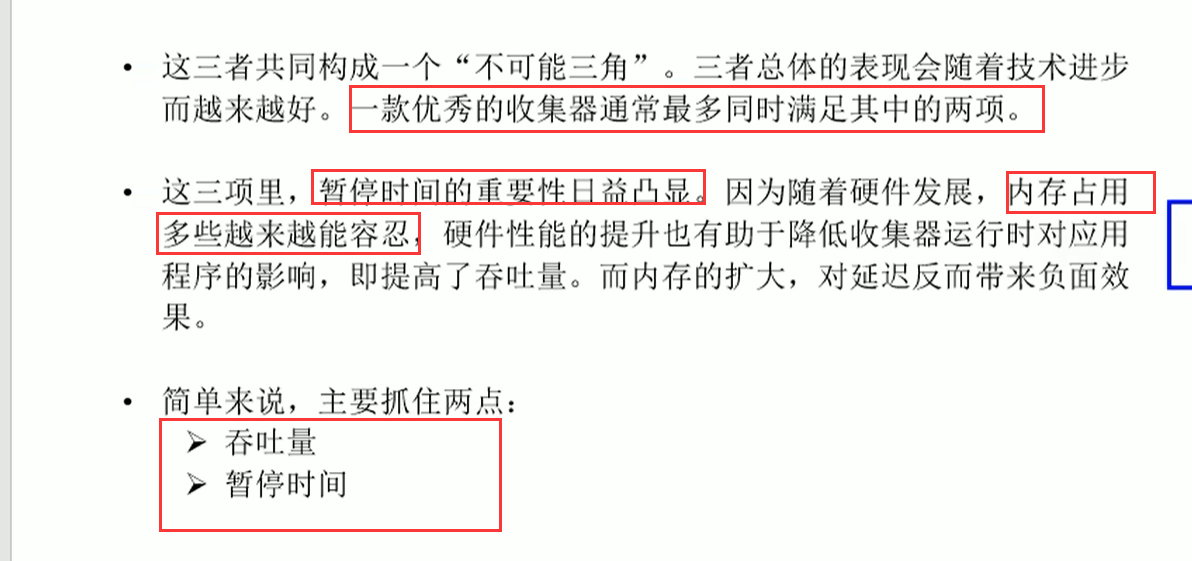 • 这三者共同构成一个“不可能三角”。三者总体的表现会随着技术进步
而越来越好。一款优秀的收集器通常最多同时满足其中的两项。
• 这三项里，暂停时间的重要性日益凸显。因为随着硬件发展，内存占用
多些越来越能容忍，硬件性能的提升也有助于降低收集器运行时对应用
程序的影响，即提高了吞吐量。而内存的扩大，对延迟反而带来负面效
果。
• 简单来说，主要抓住两点：
➢ 吞吐量
➢ 暂停时间